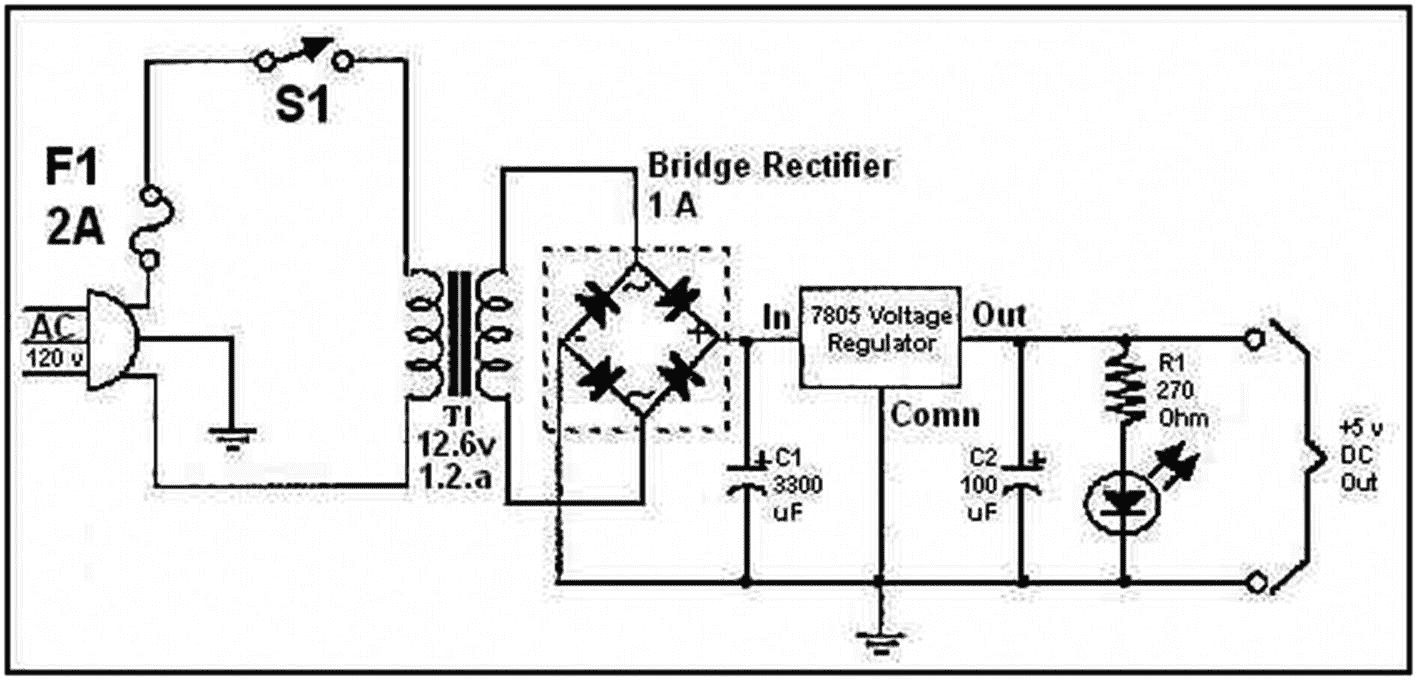 S1
F1
2A
AC
120 v
T1
12.6v
1.2.a
Bridge Rectifier
1 A
~
~
-
+
In
7805 Voltage
Regulator
Out
Comn
+
C1
3300
uF
C2
100
uF
+
R1
270
Ohm
+5 v
DC
Out